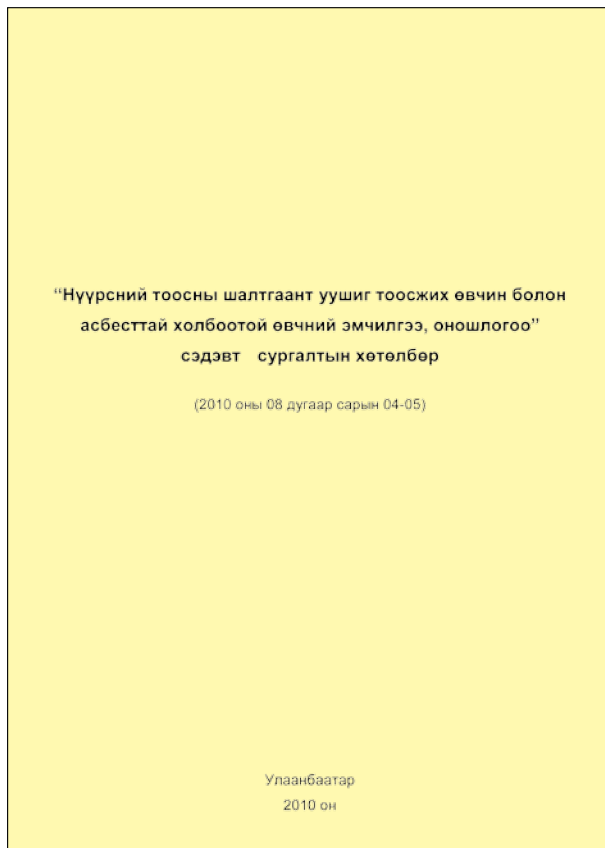 “Нүүрсний тоосны шалтгаант уушиг тоосжих өвчин болон
асбесттай холбоотой өвчний эмчилгээ, оношлогоо”
сэдэвт сургалтын хөтөлбөр
(2010 оны 08 дугаар сарын 04-05)
Улаанбаатар
2010 он